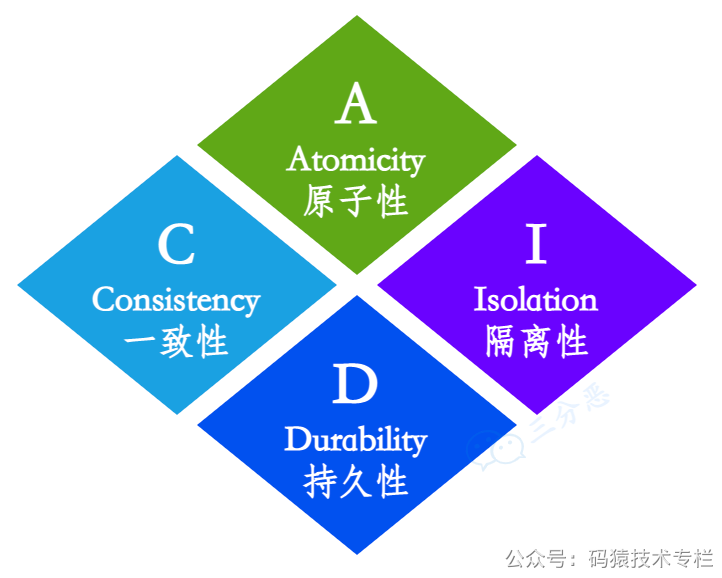 A
Atomicity
原子性
C
Consistency
一致性
I
Isolation
隔离性
D
Durability
持久性
三分恶
公众号：码猿技术专栏